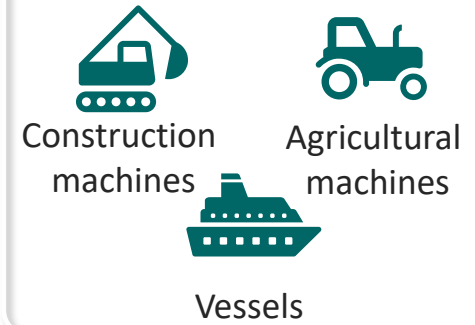 Construction
machines
Agricultural
machines
Vessels